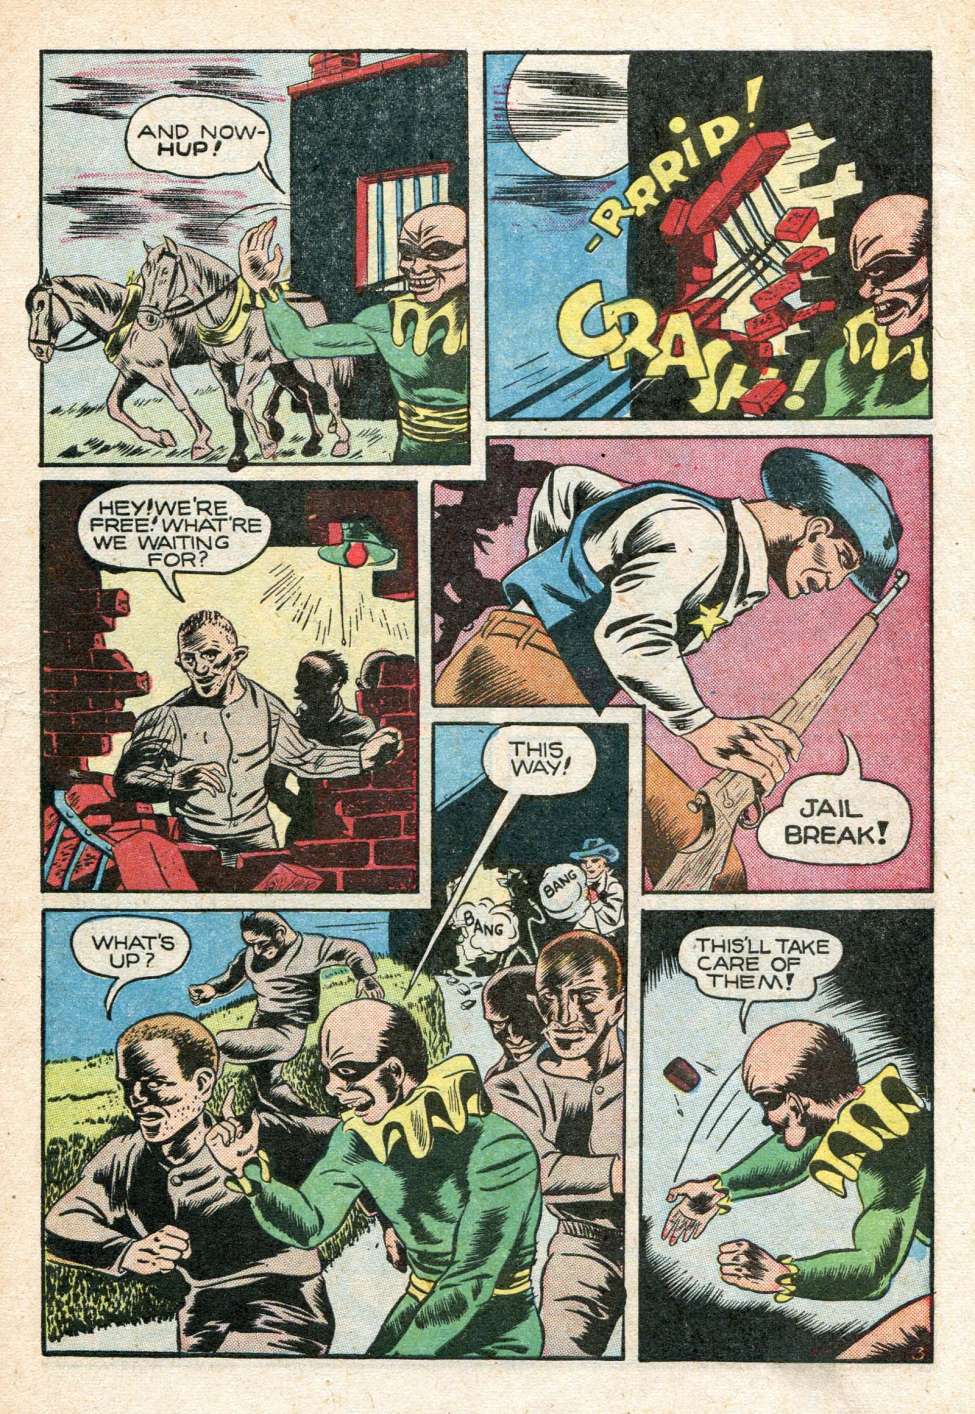 AND NOW-
HUP!
-RRRIP!
CRASH!
HEY! WE'RE
FREE! WHAT'RE
WE WAITING
FOR?
JAIL
BREAK!
THIS
WAY!
BANG
BANG
WHAT'S
UP?
THIS'LL TAKE
CARE OF
THEM!
3